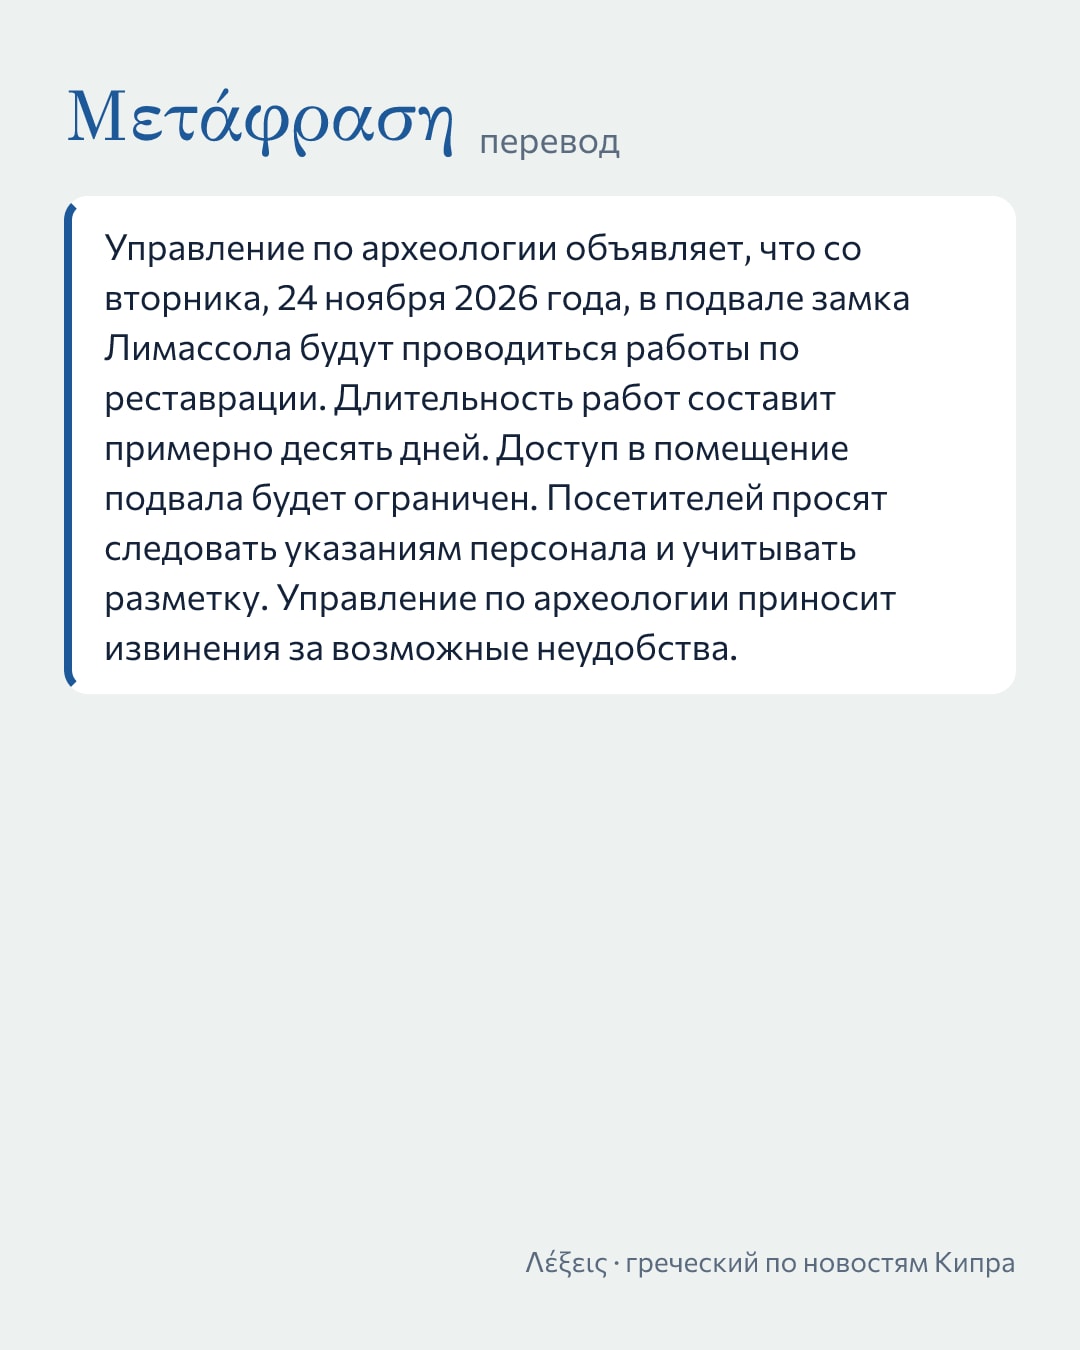 Μετάφραση перевод
Управление по археологии объявляет, что со
вторника, 24 ноября 2026 года, в подвале замка
Лимассола будут проводиться работы по
реставрации. Длительность работ составит
примерно десять дней. Доступ в помещение
подвала будет ограничен. Посетителей просят
следовать указаниям персонала и учитывать
разметку. Управление по археологии приносит
извинения за возможные неудобства.
Λέξεις · греческий по новостям Кипра